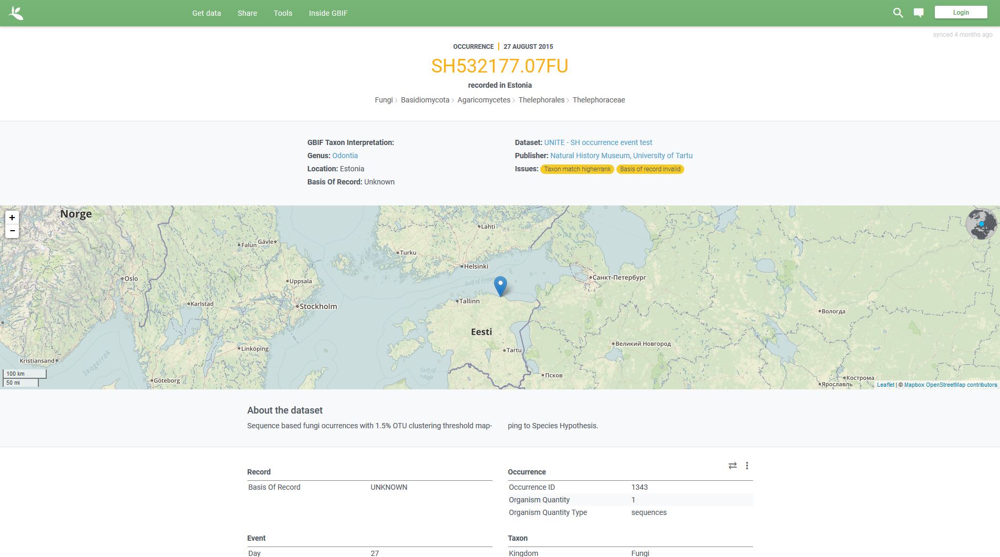 Get data Share Tools Inside GBIF Login
synced 4 months ago
OCCURRENCE | 27 AUGUST 2015
SH532177.07FU
recorded in Estonia
Fungi › Basidiomycota › Agaricomycetes › Thelephorales › Thelephoraceae
GBIF Taxon Interpretation:
Genus: Odontia
Location: Estonia
Basis Of Record: Unknown
Dataset: UNITE - SH occurrence event test
Publisher: Natural History Museum, University of Tartu
Issues: Taxon match higherrank Basis of record invalid
+
−
Norge
Lahti
Falun
Gävle
Turku
Helsinki
Oslo
Uppsala
Gulf of Finland
Санкт-Петербург
Karlstad
Stockholm
Tallinn
Вологда
Eesti
Linköping
Tartu
Великий Новгород
Kristiansand
Skagerrak
Gulf of
Riga
Псков
Göteborg
Кострома
Ярославль
100 km
50 mi
Leaflet | © Mapbox OpenStreetMap contributors
About the dataset
Sequence based fungi ocurrences with 1.5% OTU clustering threshold map-
ping to Species Hypothesis.
Record
Basis Of Record UNKNOWN
Occurrence
Occurrence ID 1343
Organism Quantity 1
Organism Quantity Type sequences
Event
Day 27
Taxon
Kingdom Fungi